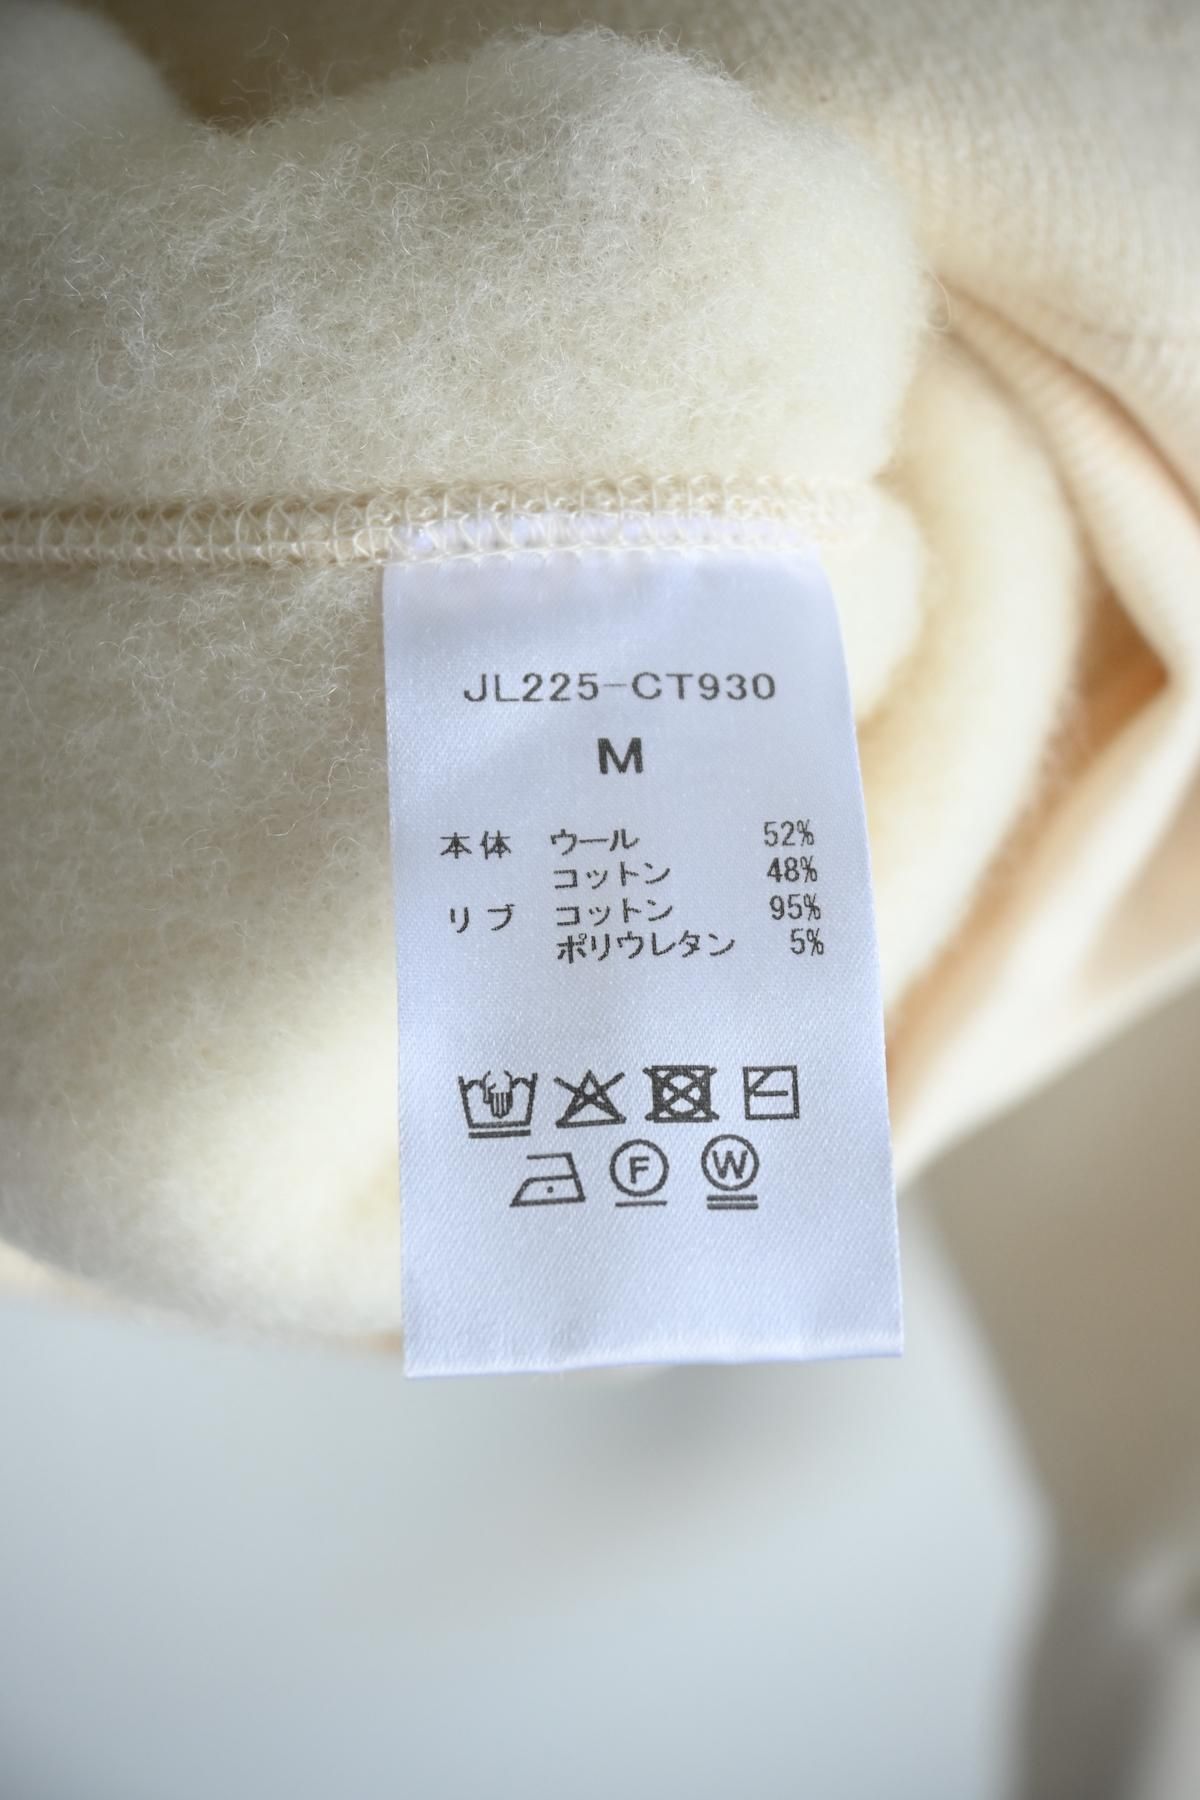 JL225-CT930
M
本体 ウール 52%
コットン 48%
リブ コットン 95%
ポリウレタン 5%
F W